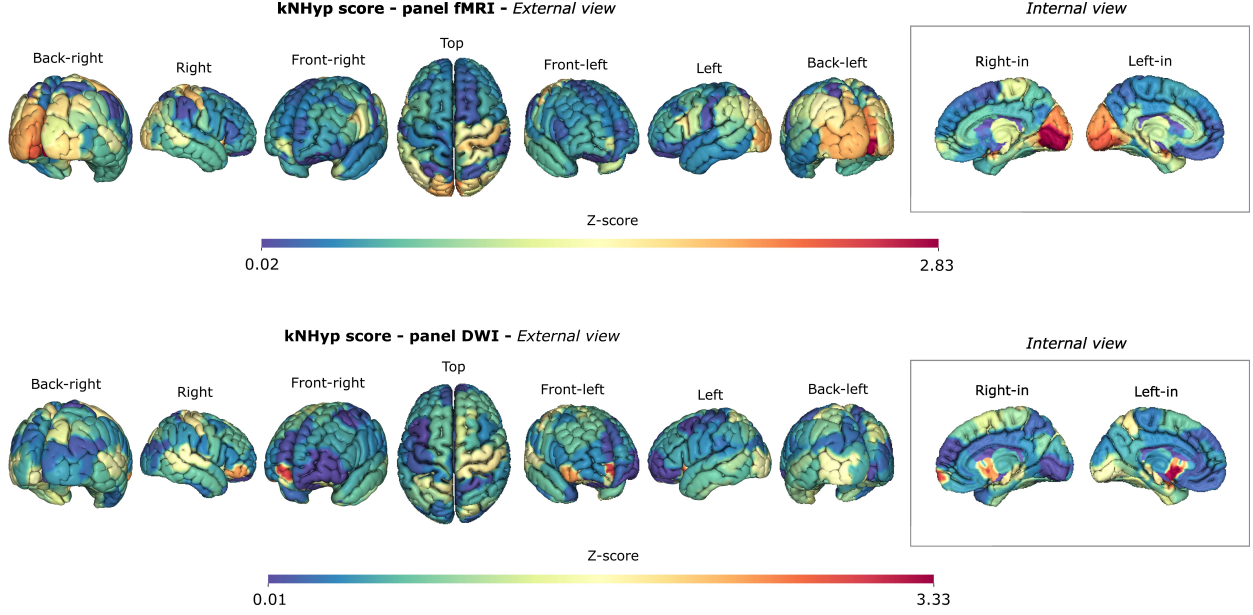 kNHyp score - panel fMRI - External view
Internal view
Back-right
Right
Front-right
Top
Front-left
Left
Back-left
Right-in
Left-in
Z-score
0.02
2.83
kNHyp score - panel DWI - External view
Internal view
Back-right
Right
Front-right
Top
Front-left
Left
Back-left
Right-in
Left-in
Z-score
0.01
3.33